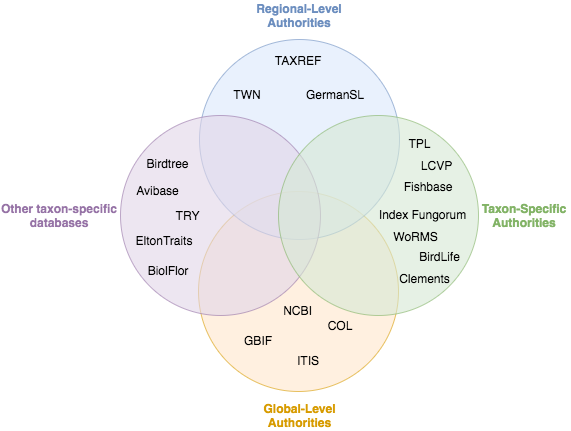 Regional-Level
Authorities
TAXREF
TWN
GermanSL
Other taxon-specific
databases
Birdtree
Avibase
TRY
EltonTraits
BiolFlor
TPL
LCVP
Fishbase
Index Fungorum
WoRMS
BirdLife
Clements
Taxon-Specific
Authorities
NCBI
COL
GBIF
ITIS
Global-Level
Authorities